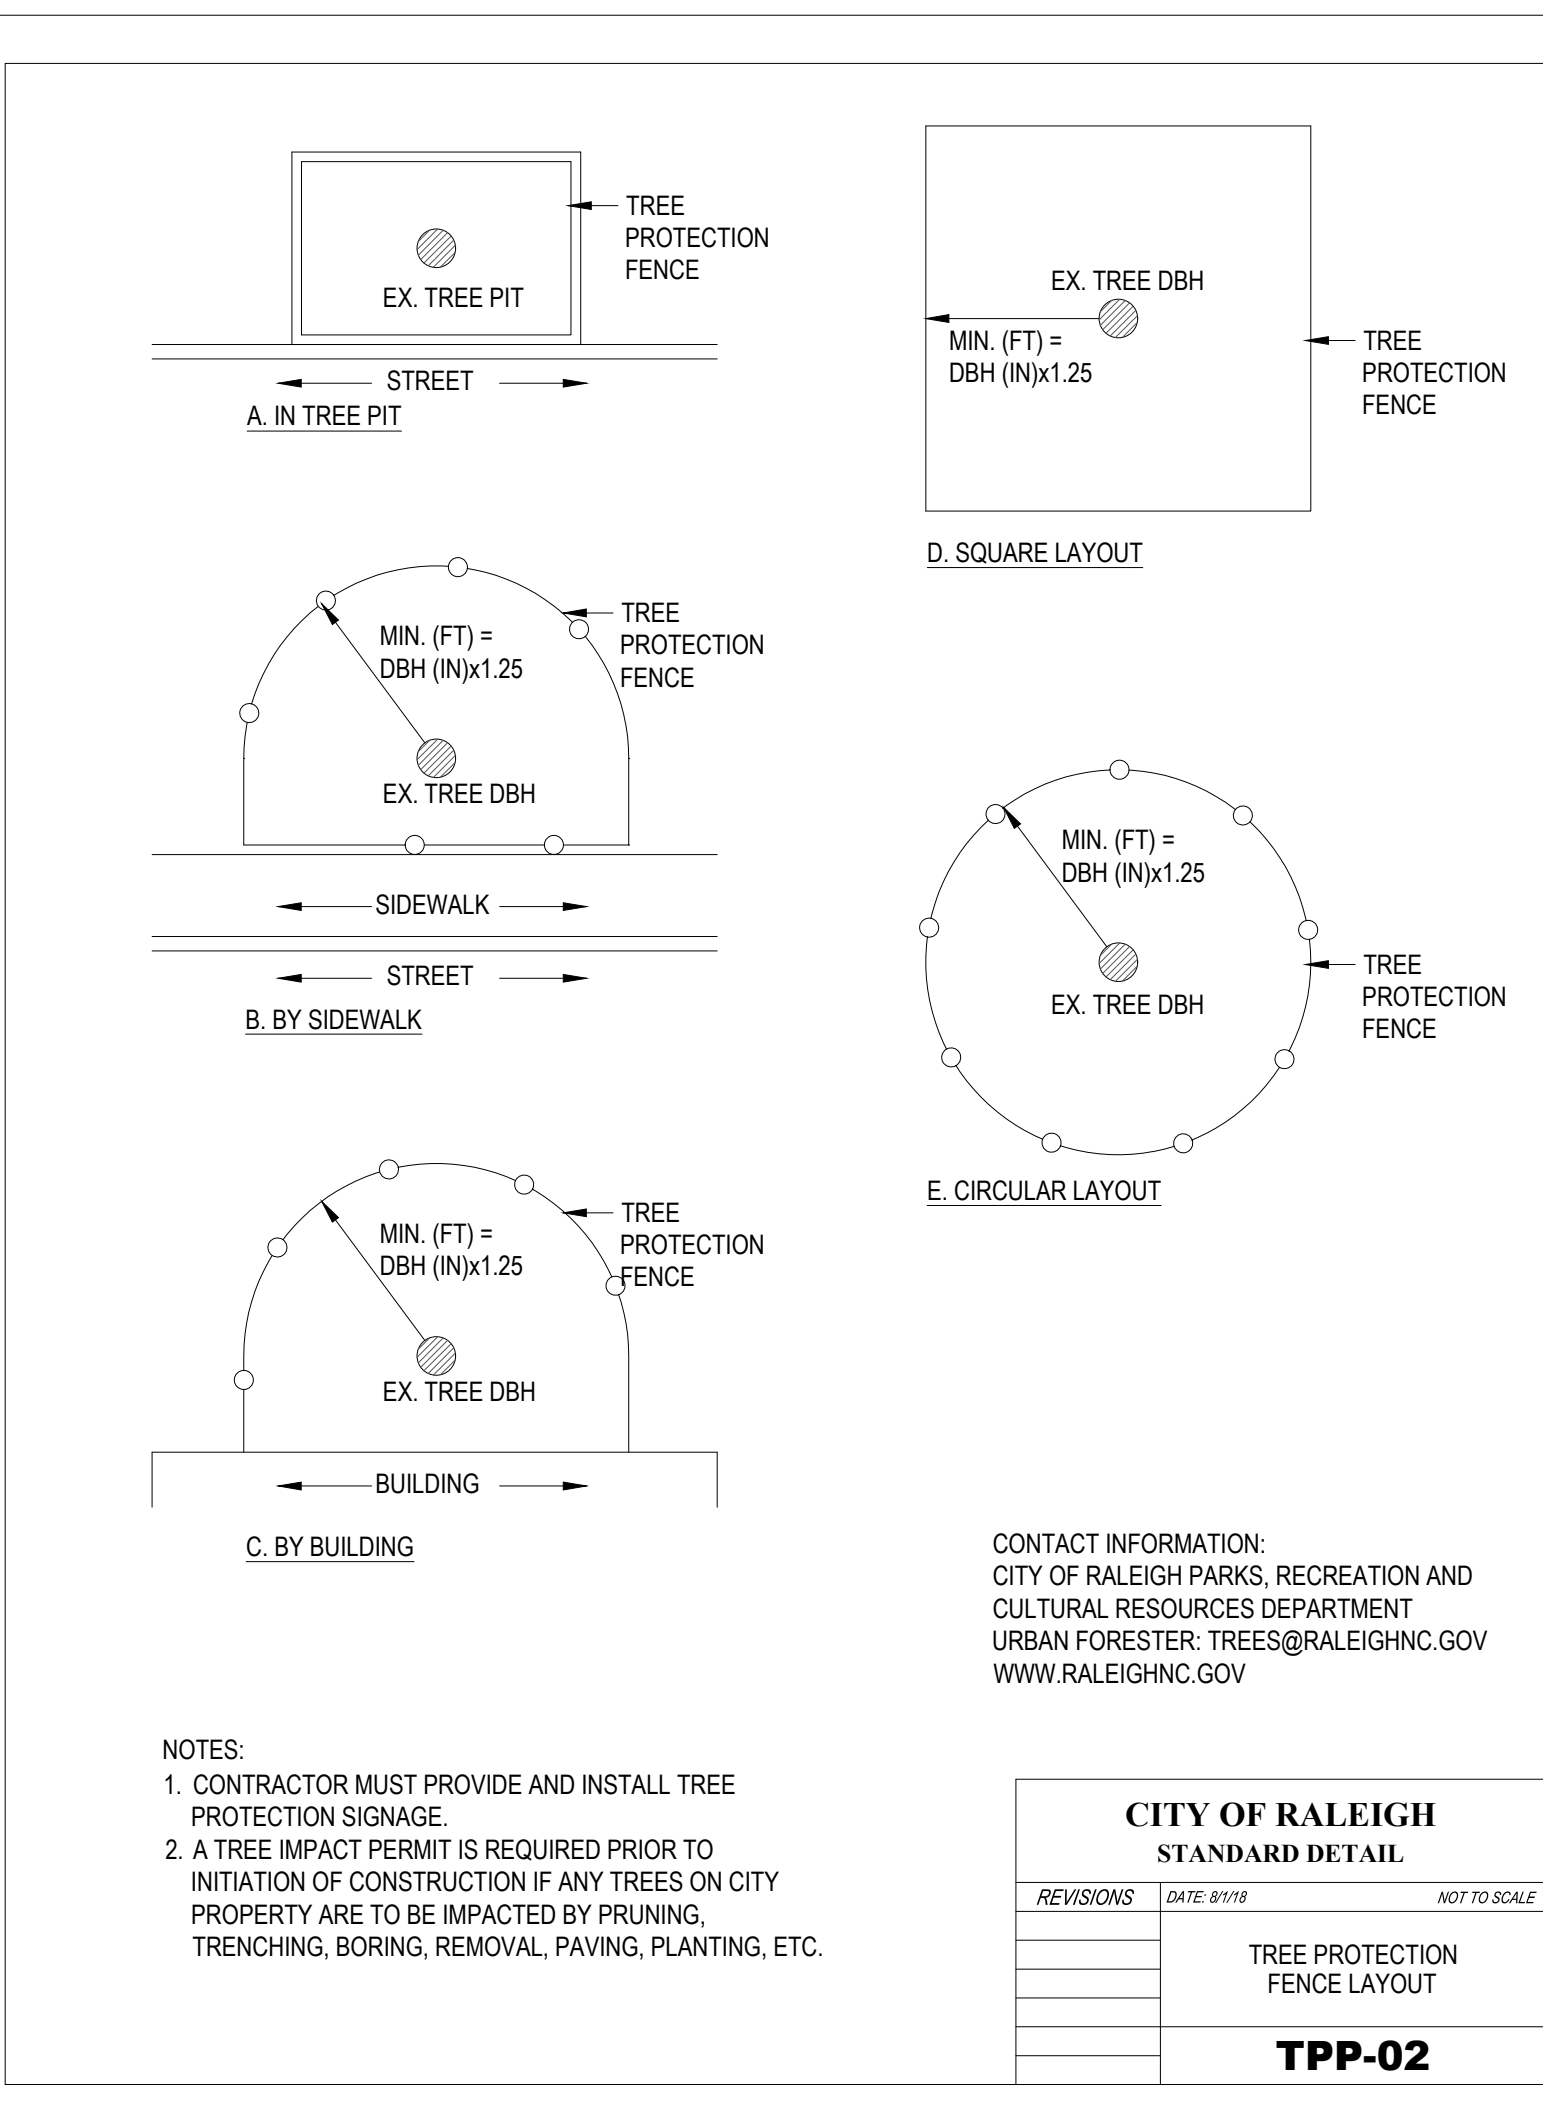 TREE
PROTECTION
FENCE
EX. TREE PIT
STREET
A. IN TREE PIT
EX. TREE DBH
MIN. (FT) =
DBH (IN)x1.25
TREE
PROTECTION
FENCE
D. SQUARE LAYOUT
TREE
PROTECTION
FENCE
MIN. (FT) =
DBH (IN)x1.25
EX. TREE DBH
SIDEWALK
STREET
B. BY SIDEWALK
MIN. (FT) =
DBH (IN)x1.25
EX. TREE DBH
TREE
PROTECTION
FENCE
E. CIRCULAR LAYOUT
TREE
PROTECTION
FENCE
MIN. (FT) =
DBH (IN)x1.25
EX. TREE DBH
BUILDING
C. BY BUILDING
CONTACT INFORMATION:
CITY OF RALEIGH PARKS, RECREATION AND
CULTURAL RESOURCES DEPARTMENT
URBAN FORESTER: TREES@RALEIGHNC.GOV
WWW.RALEIGHNC.GOV
NOTES:
1. CONTRACTOR MUST PROVIDE AND INSTALL TREE
PROTECTION SIGNAGE.
2. A TREE IMPACT PERMIT IS REQUIRED PRIOR TO
INITIATION OF CONSTRUCTION IF ANY TREES ON CITY
PROPERTY ARE TO BE IMPACTED BY PRUNING,
TRENCHING, BORING, REMOVAL, PAVING, PLANTING, ETC.
CITY OF RALEIGH
STANDARD DETAIL
REVISIONS DATE: 8/1/18 NOT TO SCALE
TREE PROTECTION
FENCE LAYOUT
TPP-02